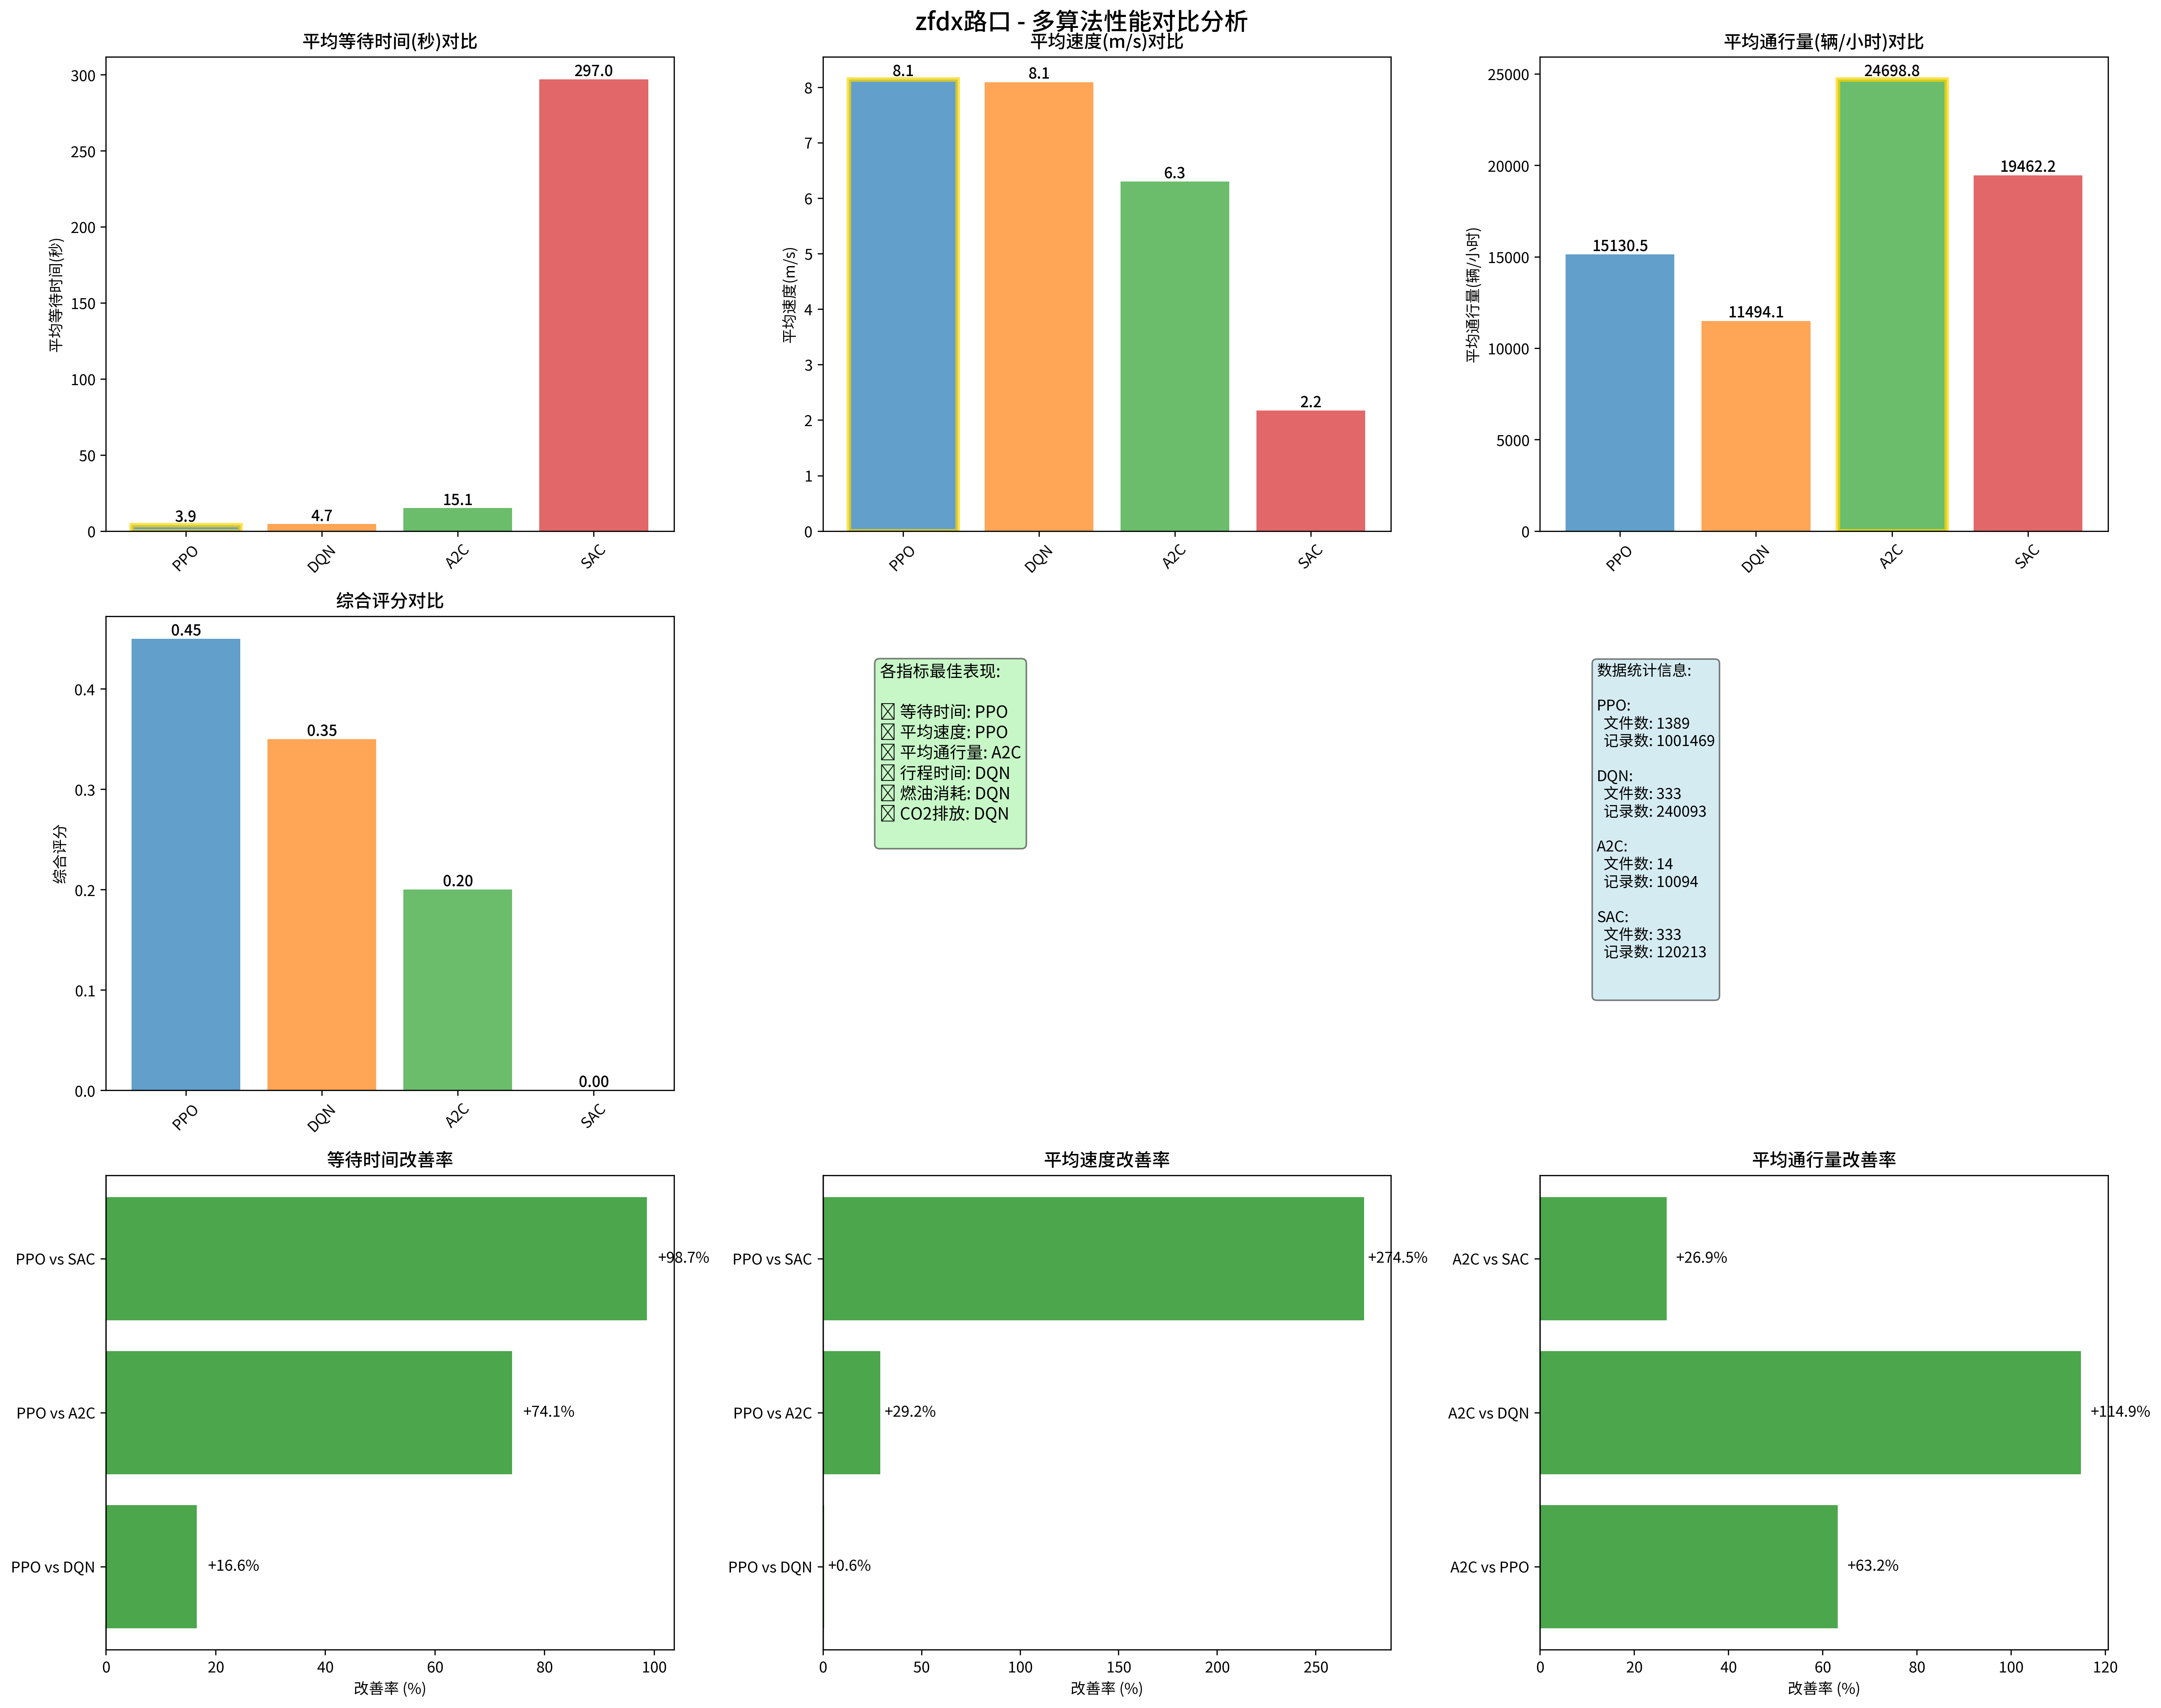 zfdx路口 - 多算法性能对比分析
平均等待时间(秒)对比
平均等待时间(秒)
300
250
200
150
100
50
0
3.9
4.7
15.1
297.0
PPO
DQN
A2C
SAC
平均速度(m/s)对比
平均速度(m/s)
8
7
6
5
4
3
2
1
0
8.1
8.1
6.3
2.2
PPO
DQN
A2C
SAC
平均通行量(辆/小时)对比
平均通行量(辆/小时)
25000
20000
15000
10000
5000
0
15130.5
11494.1
24698.8
19462.2
PPO
DQN
A2C
SAC
综合评分对比
综合评分
0.4
0.3
0.2
0.1
0.0
0.45
0.35
0.20
0.00
PPO
DQN
A2C
SAC
各指标最佳表现:
等待时间: PPO
平均速度: PPO
平均通行量: A2C
行程时间: DQN
燃油消耗: DQN
CO2排放: DQN
数据统计信息:
PPO:
文件数: 1389
记录数: 1001469
DQN:
文件数: 333
记录数: 240093
A2C:
文件数: 14
记录数: 10094
SAC:
文件数: 333
记录数: 120213
等待时间改善率
PPO vs SAC
+98.7%
PPO vs A2C
+74.1%
PPO vs DQN
+16.6%
0
20
40
60
80
100
改善率 (%)
平均速度改善率
PPO vs SAC
+274.5%
PPO vs A2C
+29.2%
PPO vs DQN
+0.6%
0
50
100
150
200
250
改善率 (%)
平均通行量改善率
A2C vs SAC
+26.9%
A2C vs DQN
+114.9%
A2C vs PPO
+63.2%
0
20
40
60
80
100
120
改善率 (%)